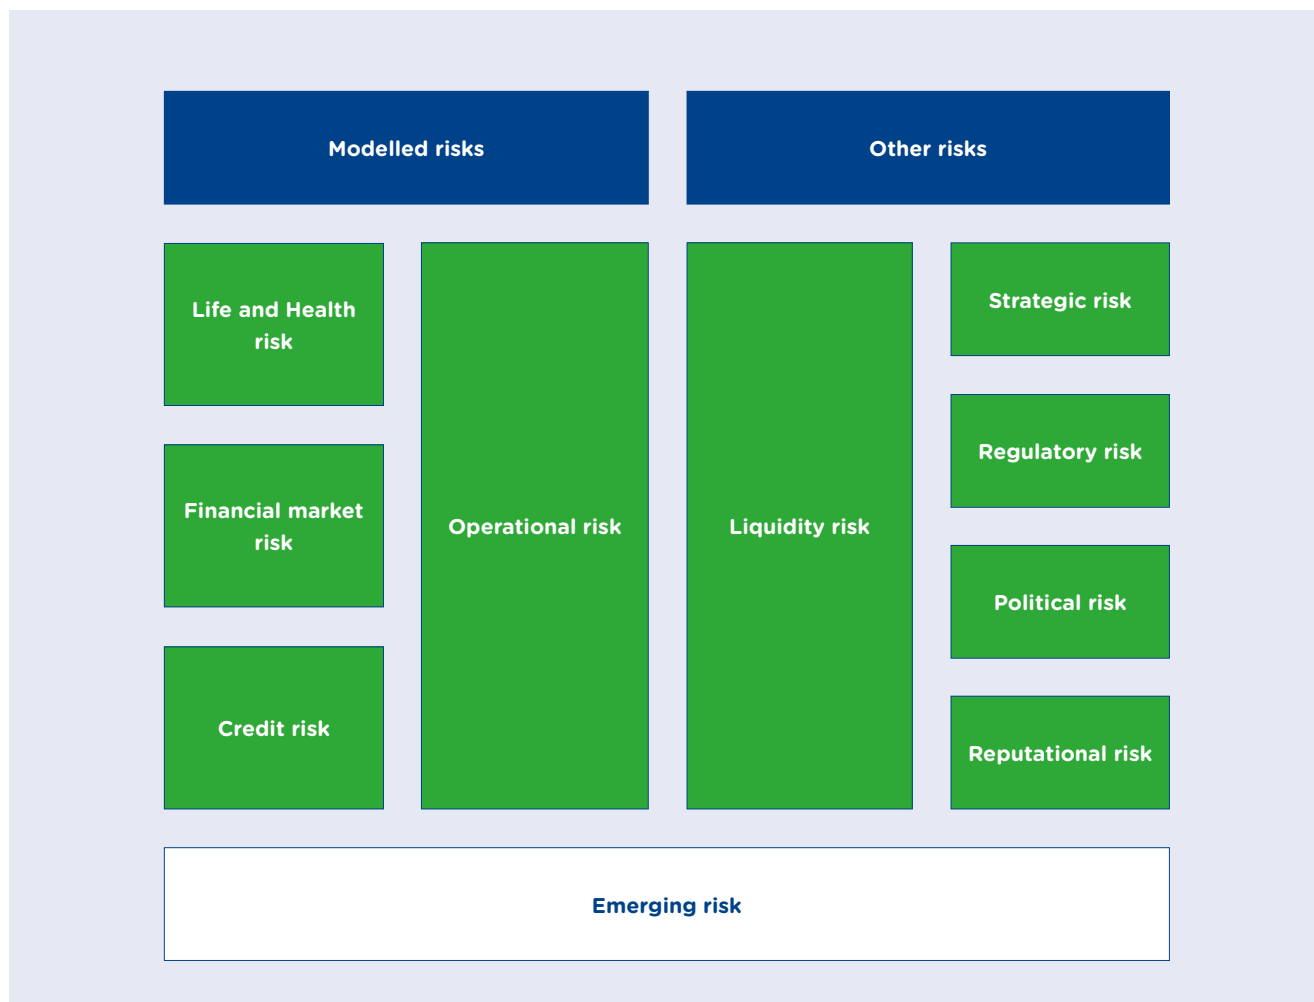 Modelled risks
Other risks
Life and Health
risk
Financial market
risk
Credit risk
Operational risk
Liquidity risk
Strategic risk
Regulatory risk
Political risk
Reputational risk
Emerging risk